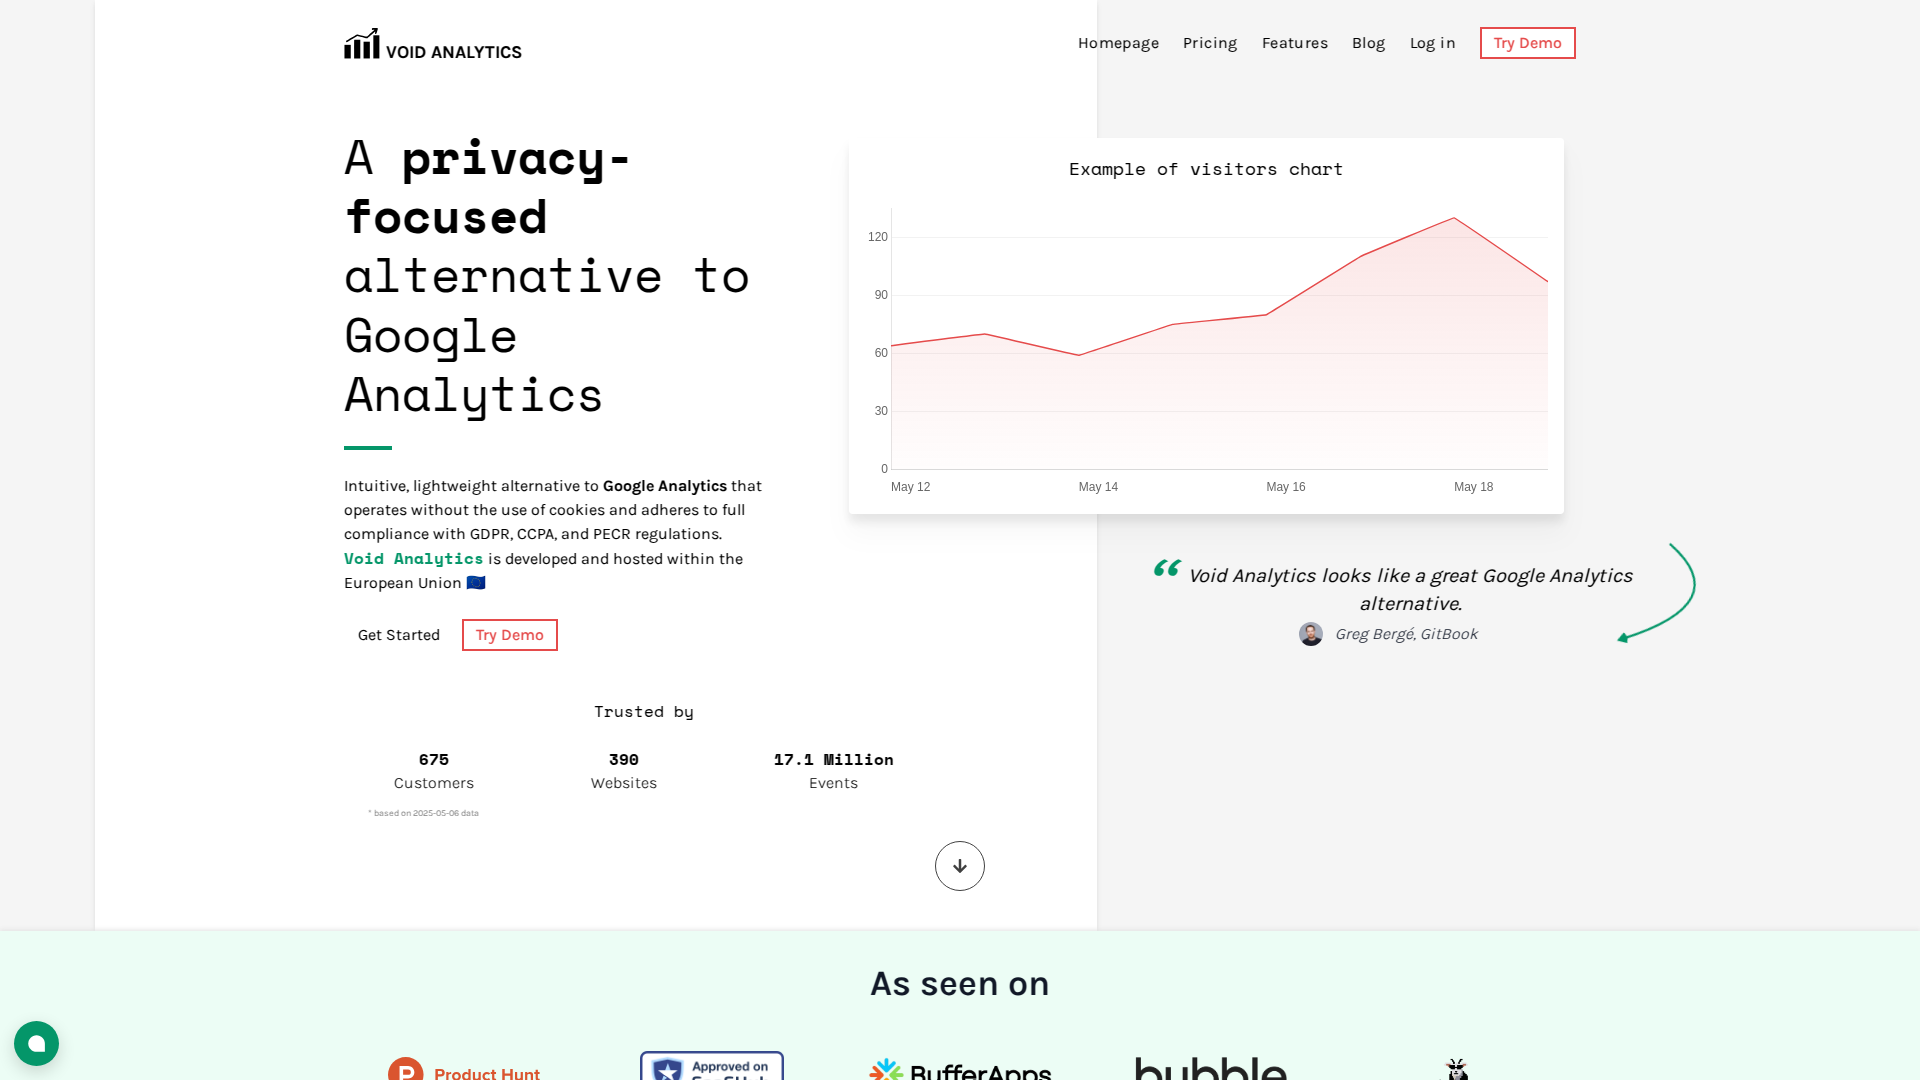 VOID ANALYTICS
Homepage Pricing Features Blog Log in Try Demo
A privacy-
focused
alternative to
Google
Analytics
Intuitive, lightweight alternative to Google Analytics that
operates without the use of cookies and adheres to full
compliance with GDPR, CCPA, and PECR regulations.
Void Analytics is developed and hosted within the
European Union
Get Started Try Demo
Example of visitors chart
120
90
60
30
0
May 12 May 14 May 16 May 18
“ Void Analytics looks like a great Google Analytics
alternative.
Greg Bergé, GitBook
Trusted by
675 390 17.1 Million
Customers Websites Events
* based on 2025-05-06 data
As seen on
Product Hunt
Approved on
BufferApps
bubble